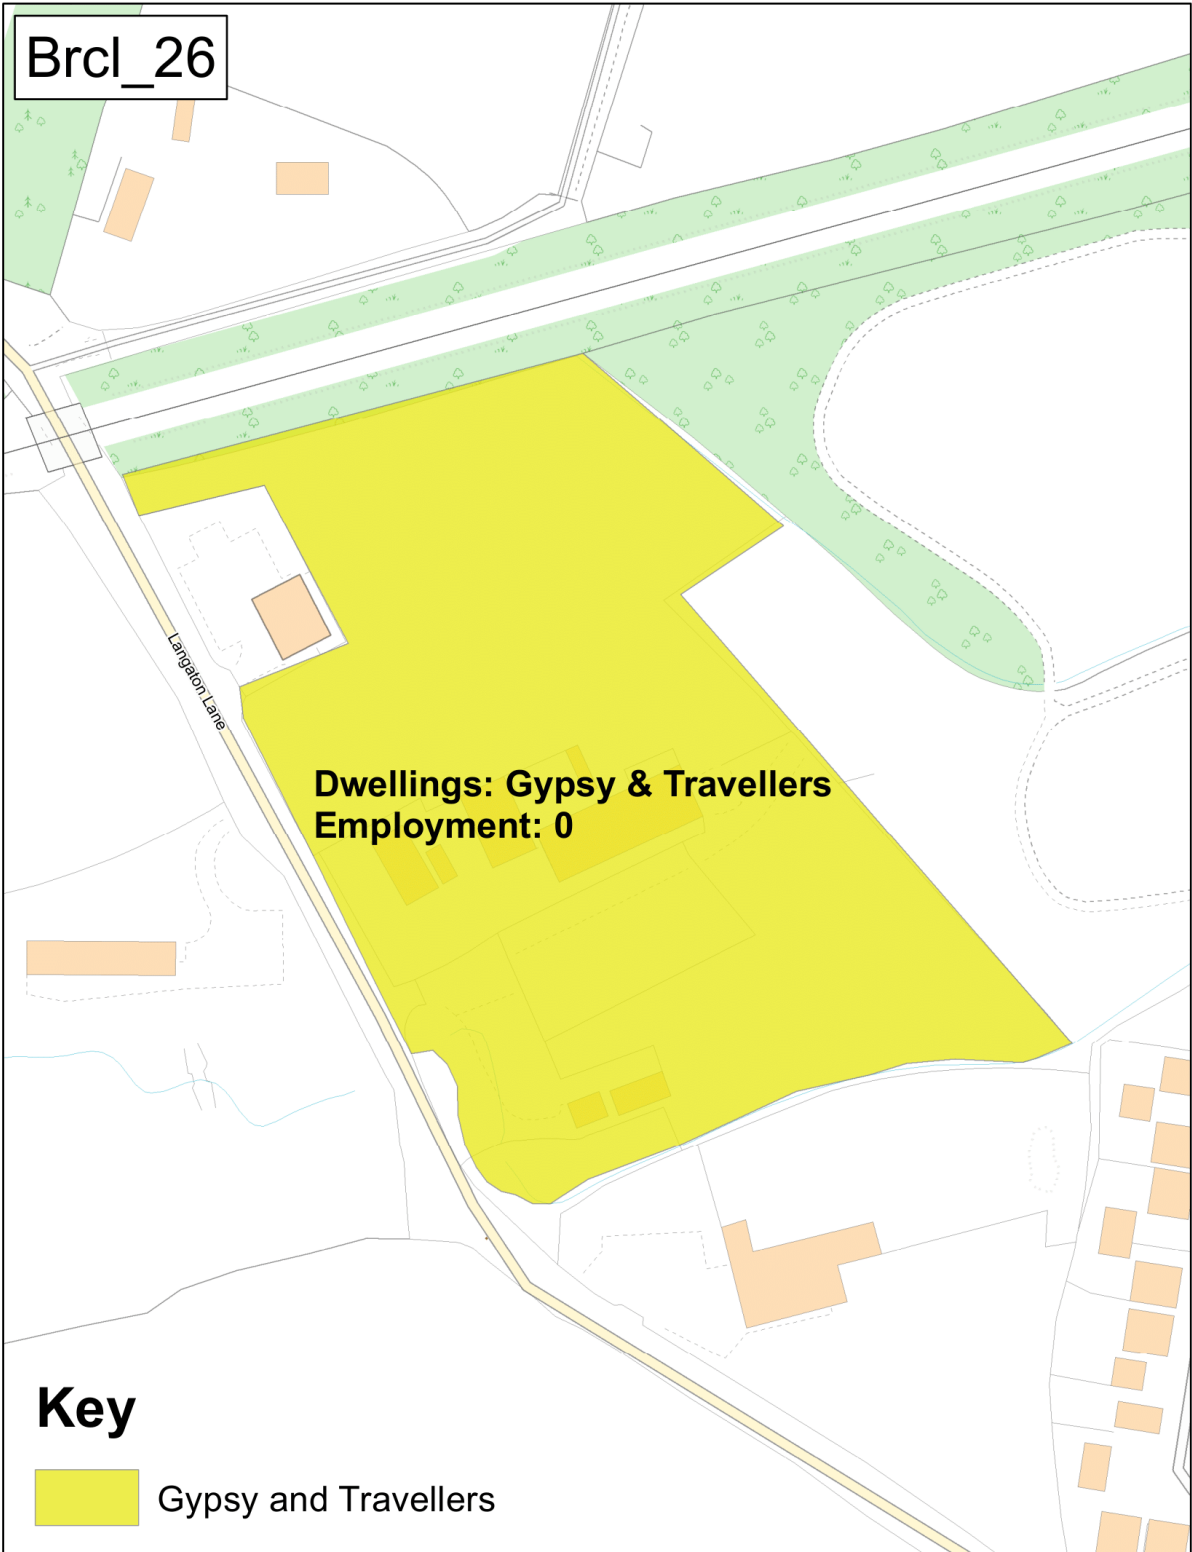 Brcl_26
Langaton Lane
Dwellings: Gypsy & Travellers
Employment: 0
Key
Gypsy and Travellers